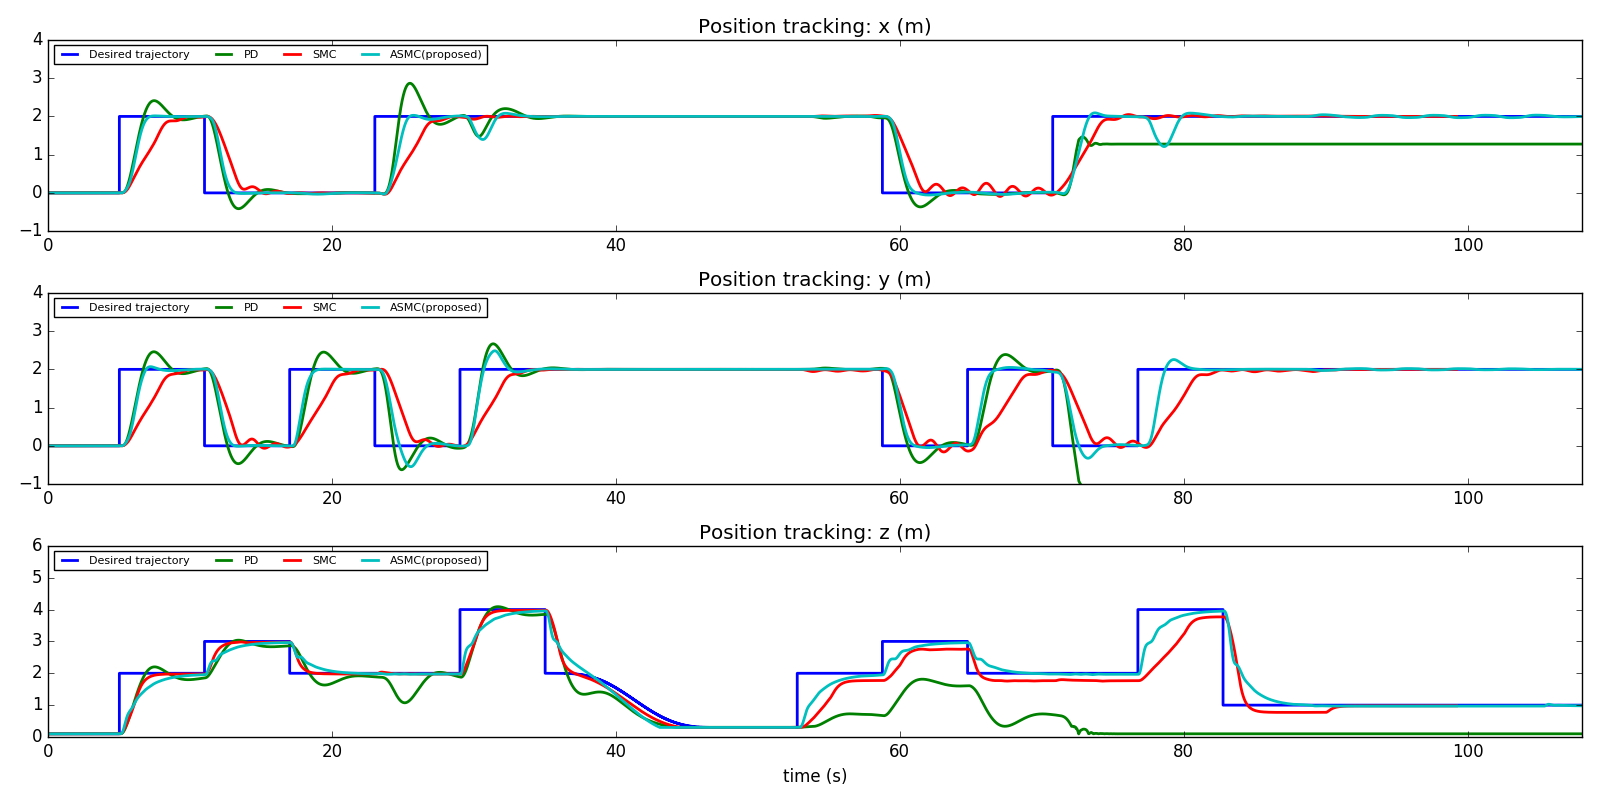 Position tracking: x (m)
4
Desired trajectory PD SMC ASMC(proposed)
3
2
1
0
−1
0 20 40 60 80 100
Position tracking: y (m)
4
Desired trajectory PD SMC ASMC(proposed)
3
2
1
0
−1
0 20 40 60 80 100
Position tracking: z (m)
6
Desired trajectory PD SMC ASMC(proposed)
5
4
3
2
1
0
0 20 40 60 80 100
time (s)